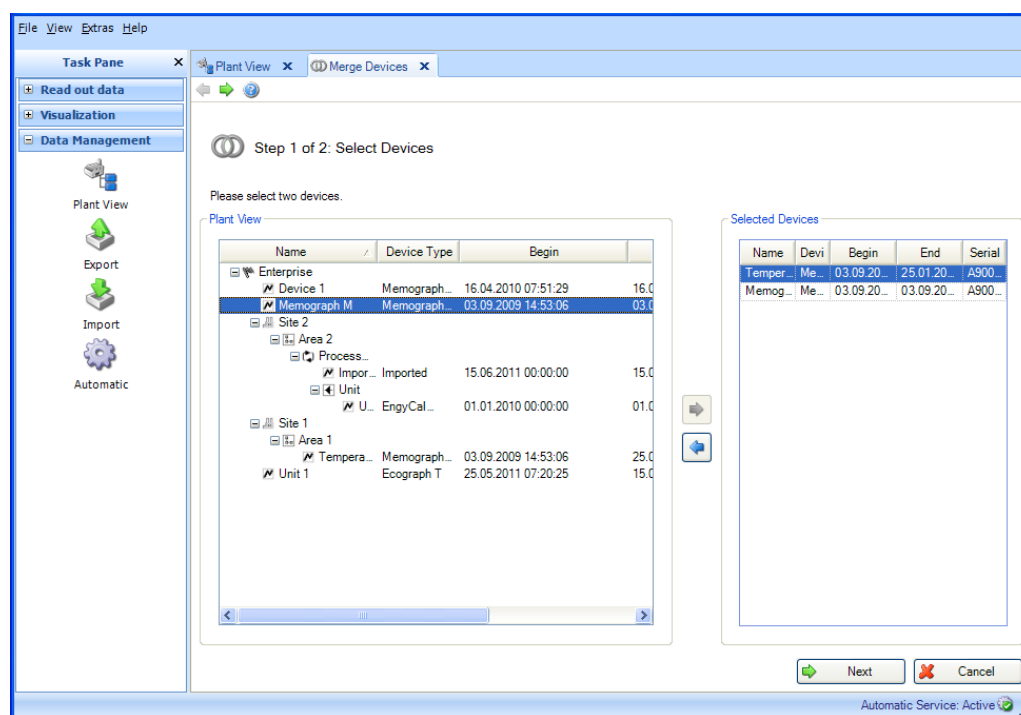 File View Extras Help
Task Pane
Plant View Merge Devices
Read out data
Visualization
Data Management
Plant View
Export
Import
Automatic
Step 1 of 2: Select Devices
Please select two devices.
Plant View
Name Device Type Begin
Enterprise
Device 1 Memograph... 16.04.2010 07:51:29 16.0
Memograph M Memograph... 03.09.2009 14:53:06 03.0
Site 2
Area 2
Process...
Impor... Imported 15.06.2011 00:00:00 15.0
Unit
U... EngyCal... 01.01.2010 00:00:00 01.0
Site 1
Area 1
Tempera... Memograph... 03.09.2009 14:53:06 25.0
Unit 1 Ecograph T 25.05.2011 07:20:25 15.0
Selected Devices
Name Devi Begin End Serial
Temper... Me... 03.09.20... 25.01.20... A900...
Memog... Me... 03.09.20... 03.09.20... A900...
Next Cancel
Automatic Service: Active